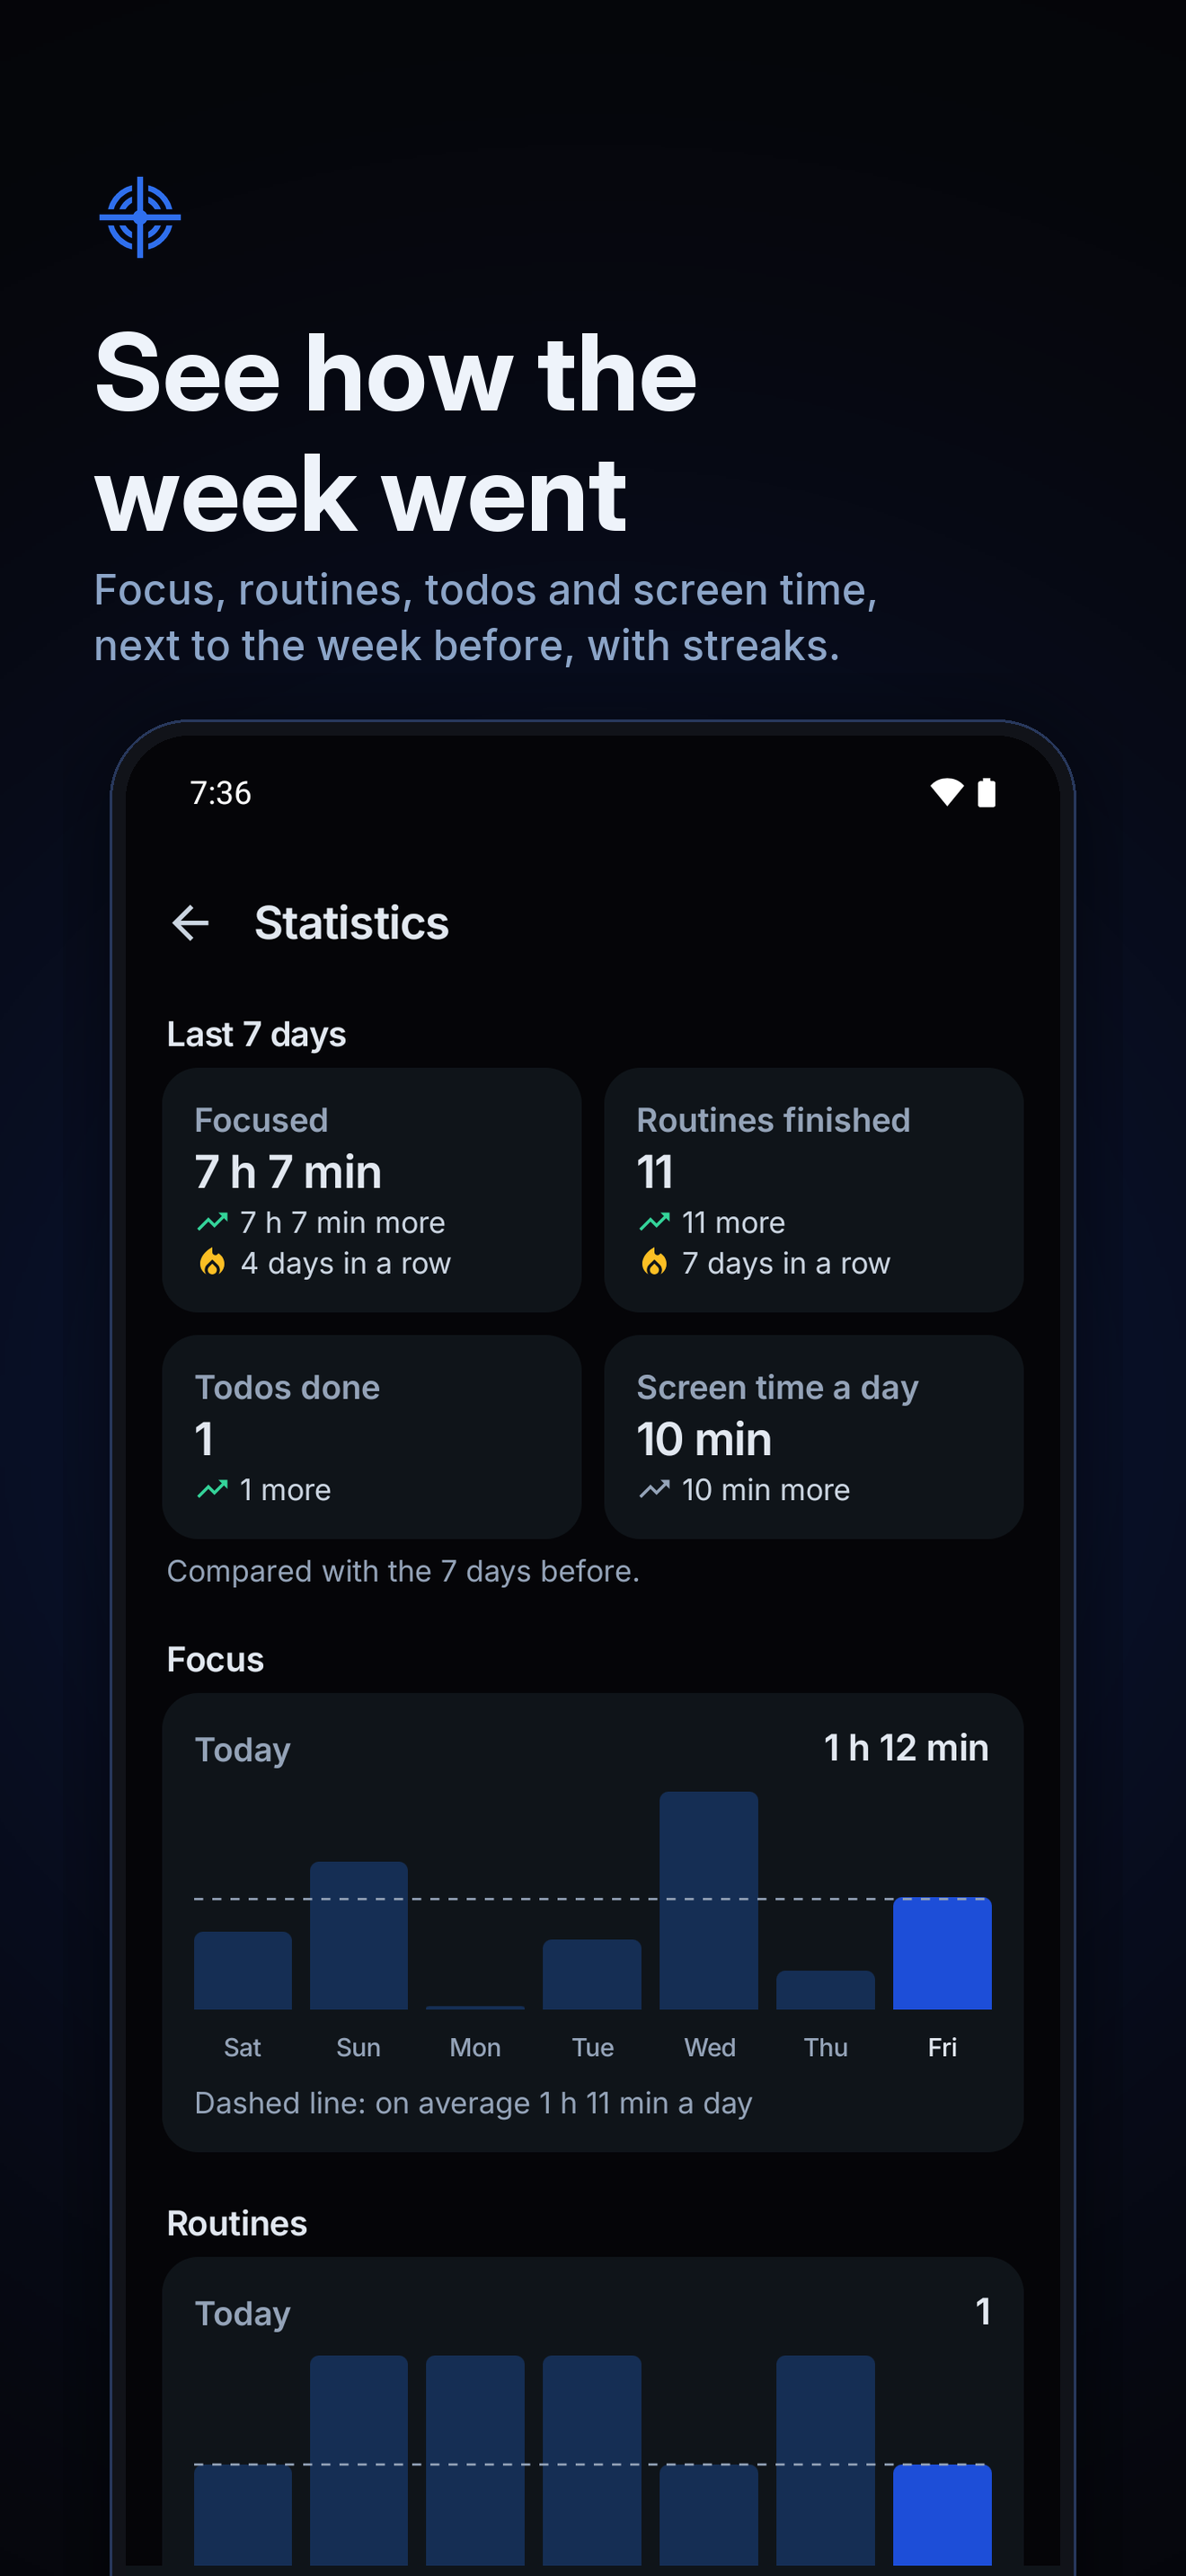 See how the
week went
Focus, routines, todos and screen time,
next to the week before, with streaks.
7:36
Statistics
Last 7 days
Focused
7 h 7 min
7 h 7 min more
4 days in a row
Routines finished
11
11 more
7 days in a row
Todos done
1
1 more
Screen time a day
10 min
10 min more
Compared with the 7 days before.
Focus
Today
1 h 12 min
Sat Sun Mon Tue Wed Thu Fri
Dashed line: on average 1 h 11 min a day
Routines
Today
1